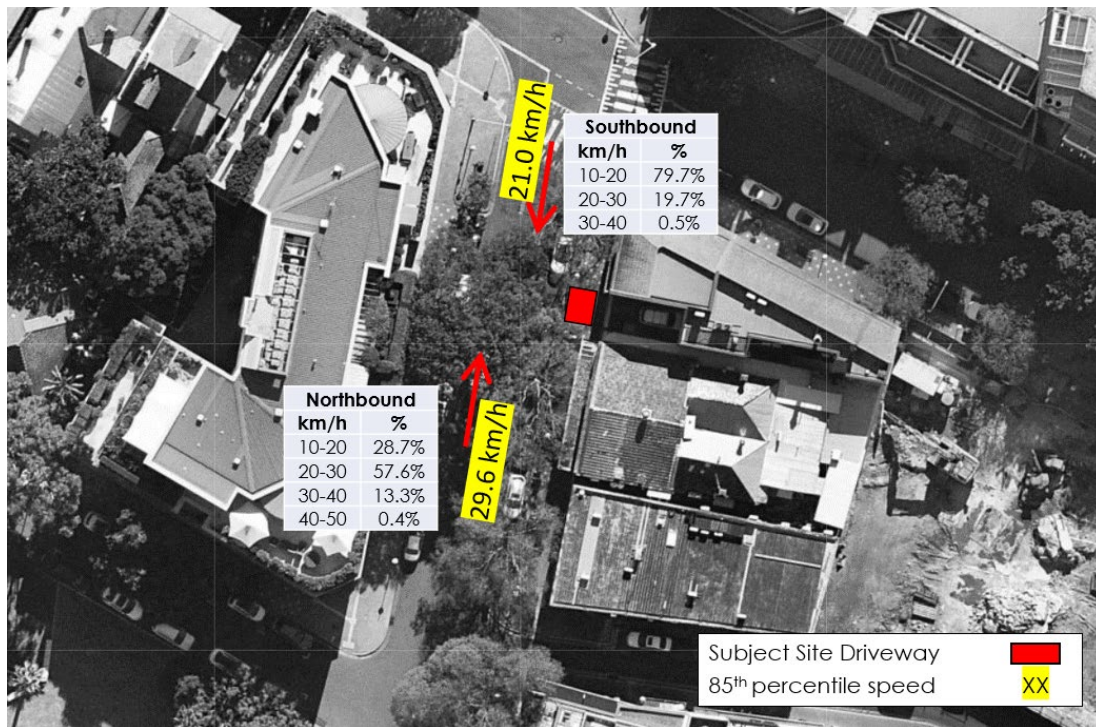 21.0 km/h
Southbound
km/h %
10-20 79.7%
20-30 19.7%
30-40 0.5%
Northbound
km/h %
10-20 28.7%
20-30 57.6%
30-40 13.3%
40-50 0.4%
29.6 km/h
Subject Site Driveway
85th percentile speed XX